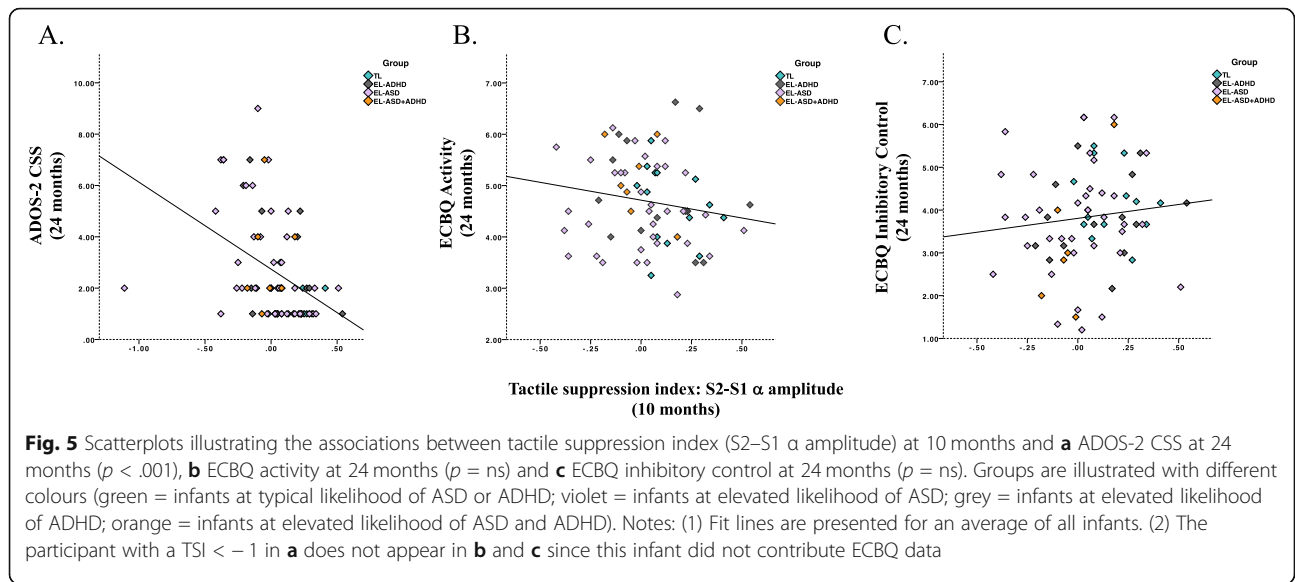 A.
B.
C.
Group
TL
EL-ADHD
EL-ASD
EL-ASD+ADHD
Group
TL
EL-ADHD
EL-ASD
EL-ASD+ADHD
Group
TL
EL-ADHD
EL-ASD
EL-ASD+ADHD
ADOS-2 CSS
(24 months)
10.00
8.00
6.00
4.00
2.00
.00
-1.00
-.50
.00
.50
ECBQ Activity
(24 months)
7.00
6.00
5.00
4.00
3.00
2.00
-.50
-.25
.00
.25
.50
ECBQ Inhibitory Control
(24 months)
7.00
6.00
5.00
4.00
3.00
2.00
1.00
-.50
-.25
.00
.25
.50
Tactile suppression index: S2-S1 α amplitude
(10 months)
Fig. 5 Scatterplots illustrating the associations between tactile suppression index (S2–S1 α amplitude) at 10 months and a ADOS-2 CSS at 24
months (p < .001), b ECBQ activity at 24 months (p = ns) and c ECBQ inhibitory control at 24 months (p = ns). Groups are illustrated with different
colours (green = infants at typical likelihood of ASD or ADHD; violet = infants at elevated likelihood of ASD; grey = infants at elevated likelihood
of ADHD; orange = infants at elevated likelihood of ASD and ADHD). Notes: (1) Fit lines are presented for an average of all infants. (2) The
participant with a TSI < − 1 in a does not appear in b and c since this infant did not contribute ECBQ data